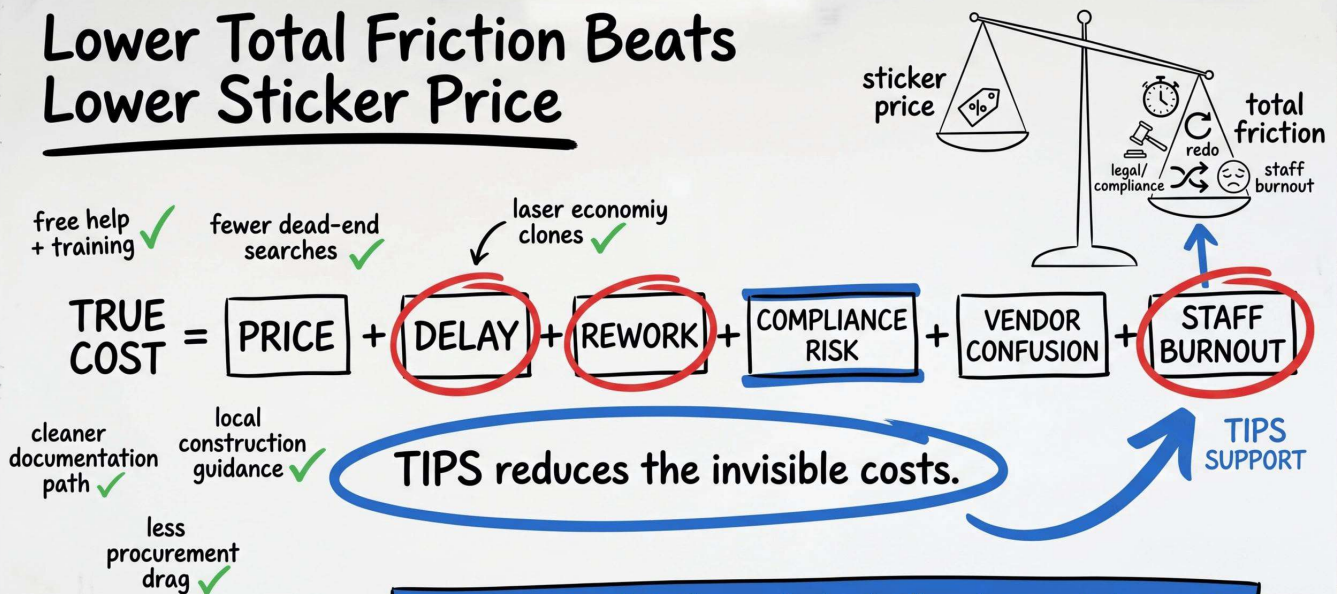 Lower Total Friction Beats
Lower Sticker Price
sticker
price
total
friction
redo
legal/
compliance
staff
burnout
free help
+ training
fewer dead-end
searches
laser economiy
clones
TRUE
COST
=
PRICE
+
DELAY
+
REWORK
+
COMPLIANCE
RISK
+
VENDOR
CONFUSION
+
STAFF
BURNOUT
cleaner
documentation
path
local
construction
guidance
TIPS reduces the invisible costs.
TIPS
SUPPORT
less
procurement
drag